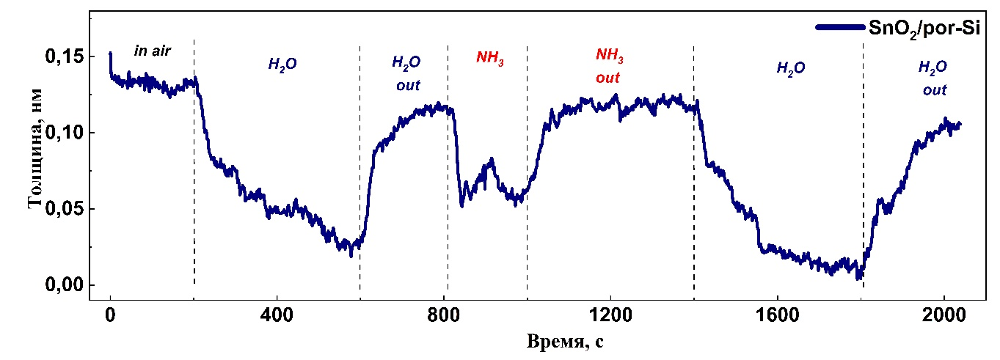 SnO₂/por-Si
in air
H₂O
H₂O
out
NH₃
NH₃
out
H₂O
H₂O
out
Толщина, нм
0,15
0,10
0,05
0,00
0
400
800
1200
1600
2000
Время, с